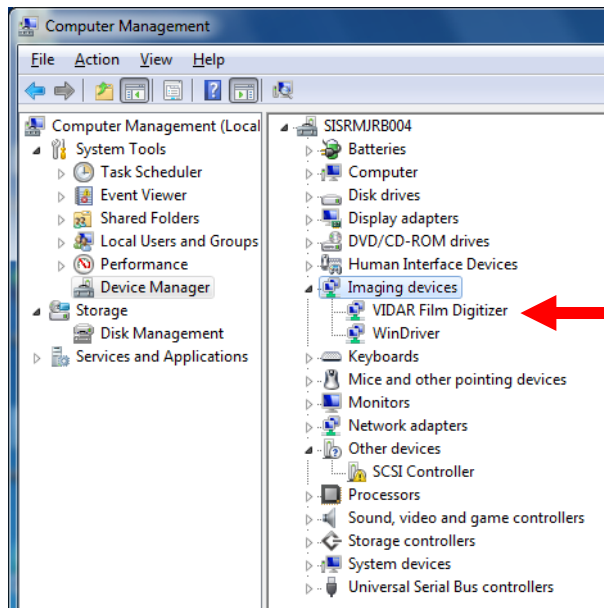 Computer Management
File Action View Help
Computer Management (Local
System Tools
Task Scheduler
Event Viewer
Shared Folders
Local Users and Groups
Performance
Device Manager
Storage
Disk Management
Services and Applications
SISRMJRB004
Batteries
Computer
Disk drives
Display adapters
DVD/CD-ROM drives
Human Interface Devices
Imaging devices
VIDAR Film Digitizer
WinDriver
Keyboards
Mice and other pointing devices
Monitors
Network adapters
Other devices
SCSI Controller
Processors
Sound, video and game controllers
Storage controllers
System devices
Universal Serial Bus controllers